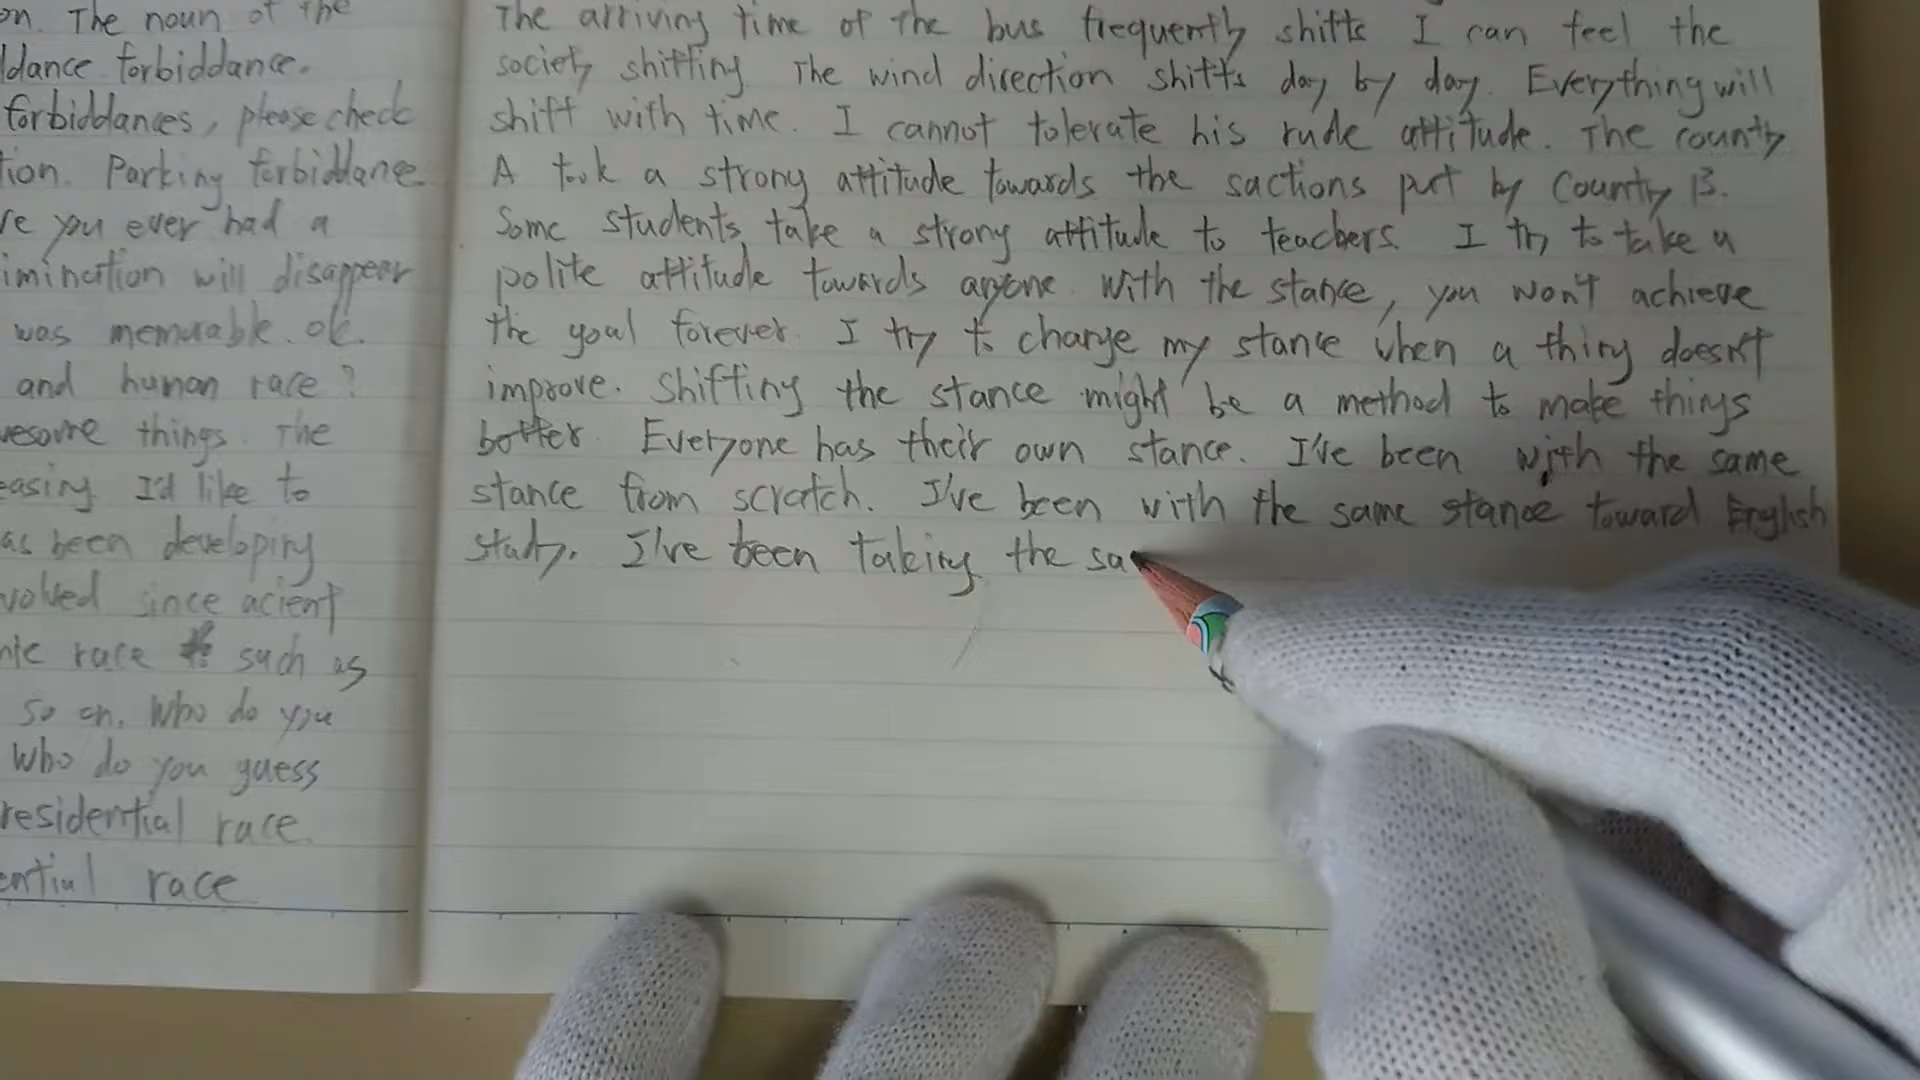 on. The noun of the
ddance forbiddance.
forbiddances, please check
tion. Parking forbiddance
ve you ever had a
imination will disappear
was memorable. ok.
and human race?
wesome things. The
easing I'd like to
as been developing
volved since acient
nic race such as
so on. Who do you
Who do you guess
residential race
ential race
The arriving time of the bus frequently shifts I can feel the
society shifting. The wind direction shifts day by day. Everything will
shift with time. I cannot tolerate his rude attitude. The county
A took a strong attitude towards the sactions put by County B.
Some students take a strong attitude to teachers. I try to take a
polite attitude towards anyone. With the stance, you won't achieve
the goal forever. I try to change my stance when a thing doesn't
improve. Shifting the stance might be a method to make things
better. Everyone has their own stance. I've been with the same
stance from scratch. I've been with the same stance toward English
study. I've been taking the sa